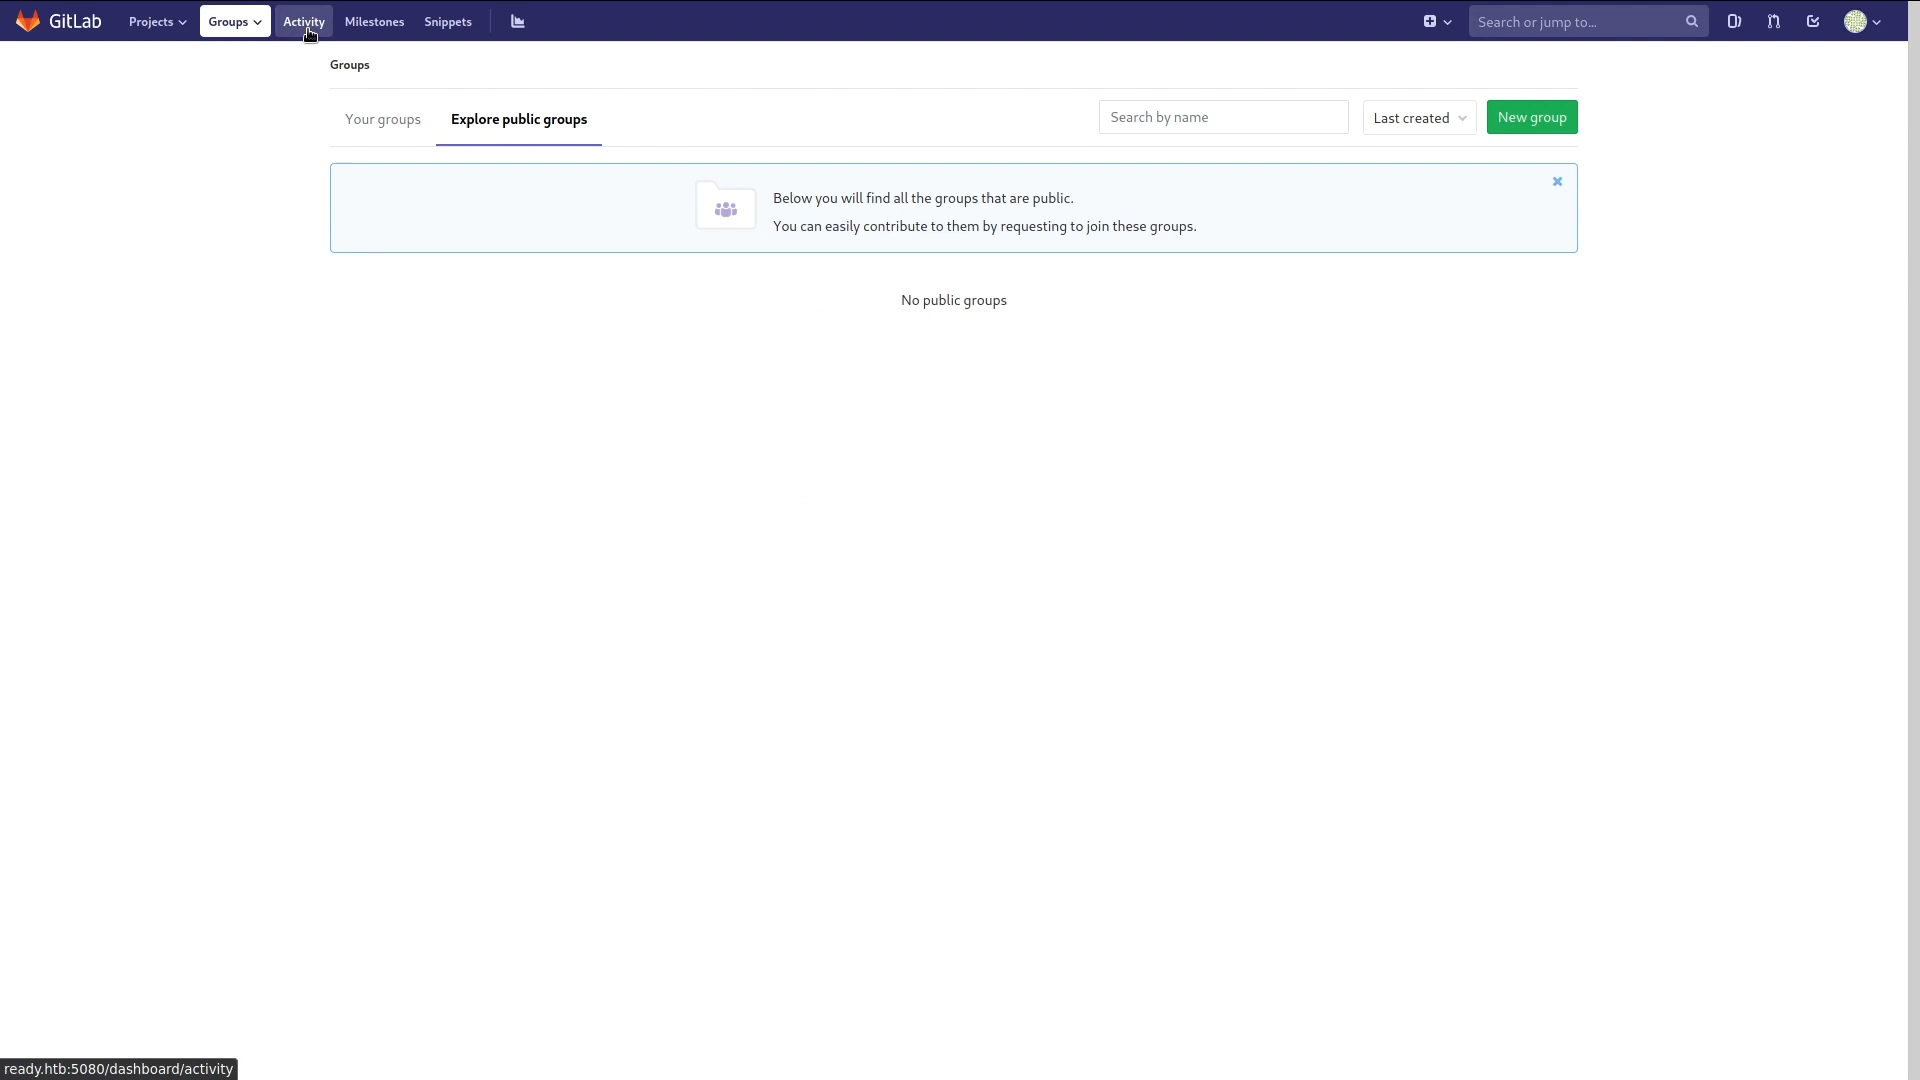 GitLab Projects Groups Activity Milestones Snippets Search or jump to...
Groups
Your groups Explore public groups Search by name Last created New group
Below you will find all the groups that are public.
You can easily contribute to them by requesting to join these groups.
No public groups
ready.htb:5080/dashboard/activity